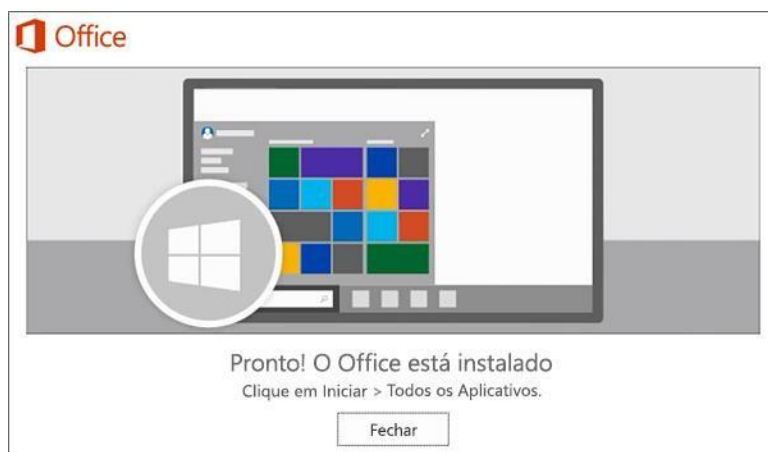 Office
Pronto! O Office está instalado
Clique em Iniciar > Todos os Aplicativos.
Fechar